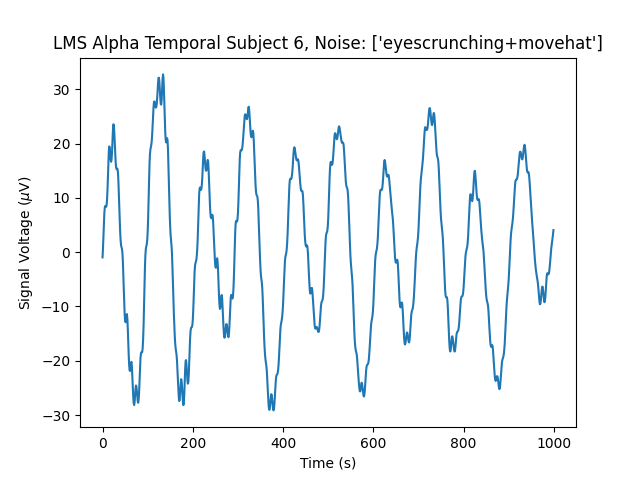 LMS Alpha Temporal Subject 6, Noise: ['eyescrunching+movehat']
30
20
10
0
−10
−20
−30
Signal Voltage (μV)
0 200 400 600 800 1000
Time (s)